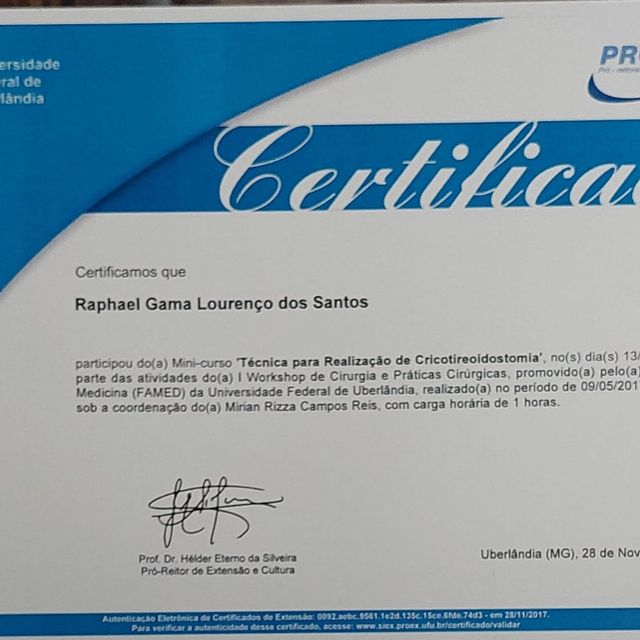 ersidade
ral de
lândia
PR
Certifica
Certificamos que
Raphael Gama Lourenço dos Santos
participou do(a) Mini-curso 'Técnica para Realização de Cricotireoidostomia', no(s) dia(s) 13/
parte das atividades do(a) I Workshop de Cirurgia e Práticas Cirúrgicas, promovido(a) pelo(a)
Medicina (FAMED) da Universidade Federal de Uberlândia, realizado(a) no período de 09/05/2017
sob a coordenação do(a) Mirian Rizza Campos Reis, com carga horária de 1 horas.
Prof. Dr. Hélder Eterno da Silveira
Pró-Reitor de Extensão e Cultura
Uberlândia (MG), 28 de Nov
Autenticação Eletrônica de Certificados de Extensão: 0092.aebc.9561.1e2d.135c.15ce.6fde.74d3 - em 28/11/2017.
Para verificar a autenticidade desse certificado, acesse: www.siex.proex.ufu.br/certificado/validar